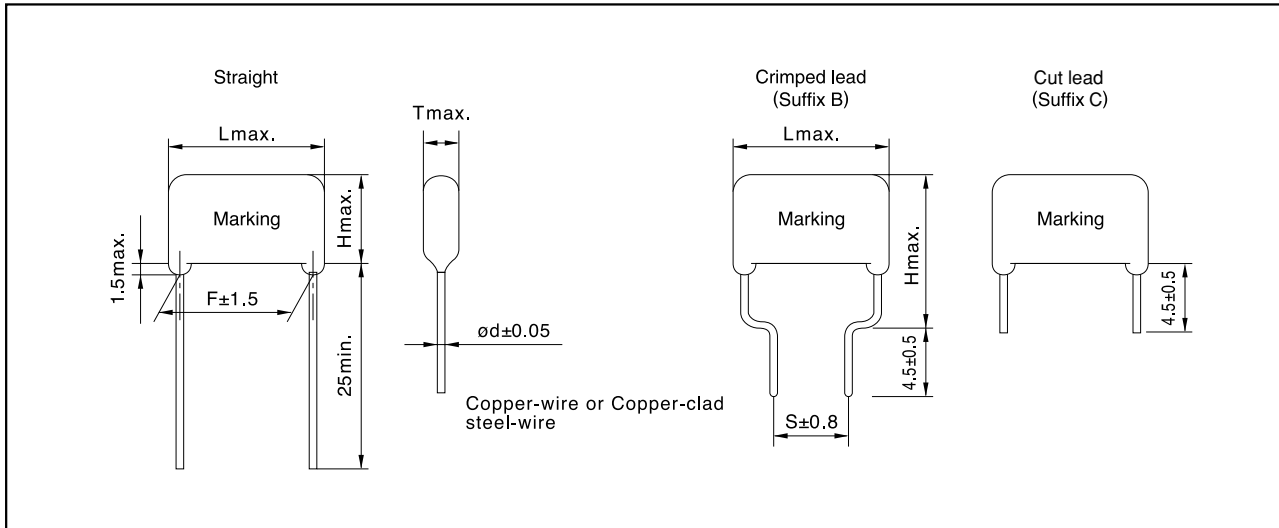 Straight
Lmax.
Marking
Hmax.
1.5max.
F±1.5
25min.
Tmax.
ød±0.05
Copper-wire or Copper-clad
steel-wire
Crimped lead
(Suffix B)
Lmax.
Marking
Hmax.
4.5±0.5
S±0.8
Cut lead
(Suffix C)
Marking
4.5±0.5